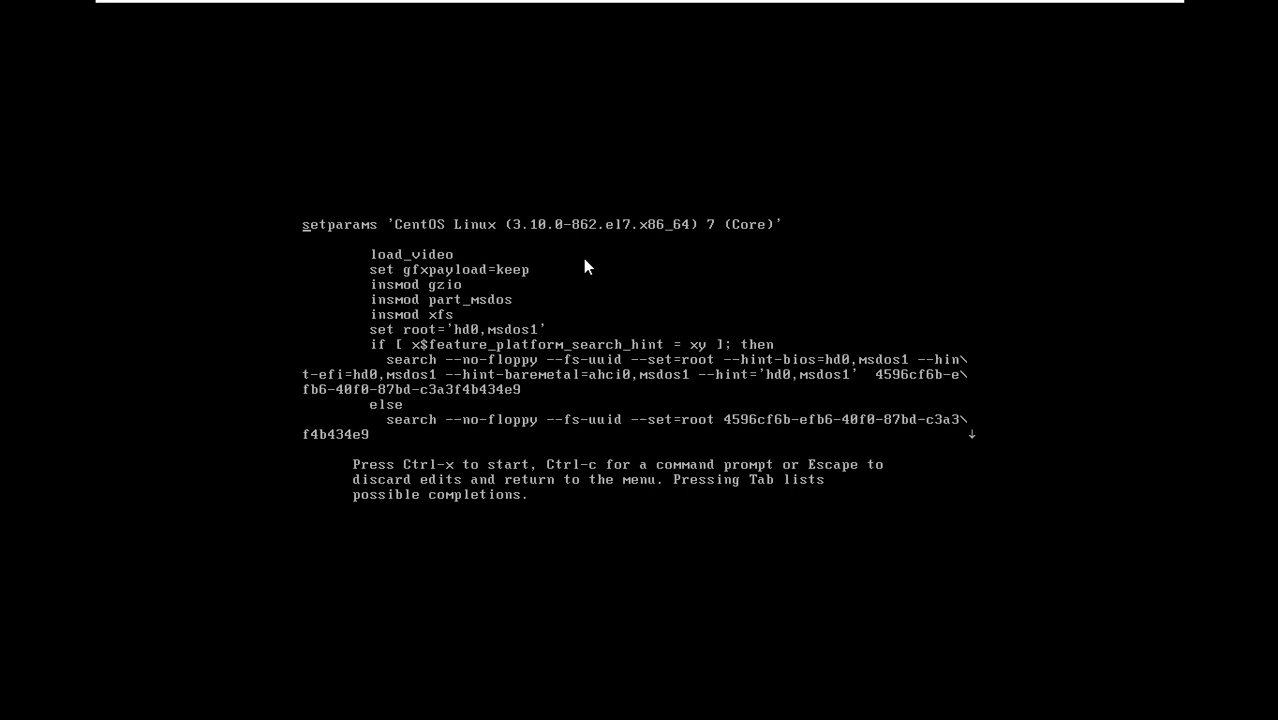 setparams 'CentOS Linux (3.10.0-862.el7.x86_64) 7 (Core)'
load_video
set gfxpayload=keep
insmod gzio
insmod part_msdos
insmod xfs
set root='hd0,msdos1'
if [ x$feature_platform_search_hint = xy ]; then
search --no-floppy --fs-uuid --set=root --hint-bios=hd0,msdos1 --hin\
t-efi=hd0,msdos1 --hint-baremetal=ahci0,msdos1 --hint='hd0,msdos1'  4596cf6b-e\
fb6-40f0-87bd-c3a3f4b434e9
else
search --no-floppy --fs-uuid --set=root 4596cf6b-efb6-40f0-87bd-c3a3\
f4b434e9 ↓
Press Ctrl-x to start, Ctrl-c for a command prompt or Escape to
discard edits and return to the menu. Pressing Tab lists
possible completions.